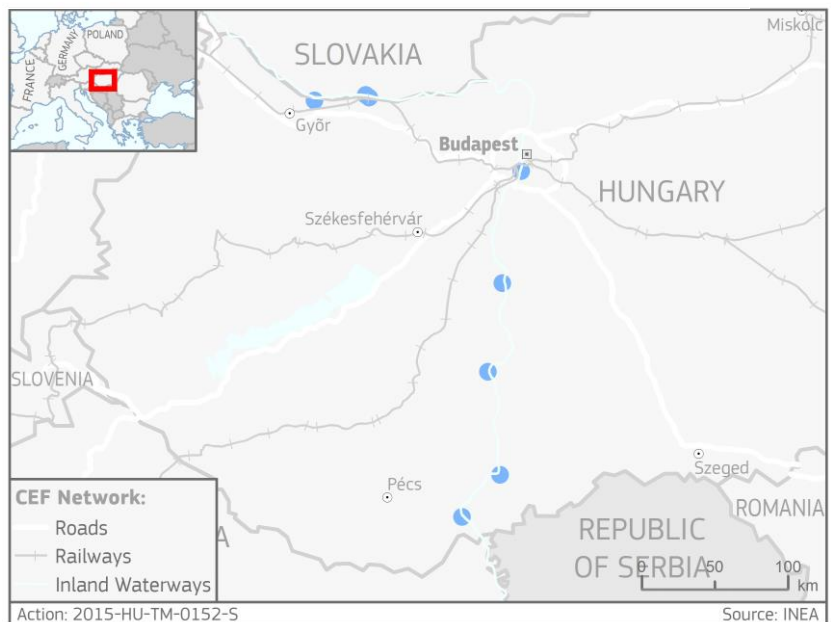 POLAND
GERMANY
FRANCE
SLOVAKIA
Miskolc
Győr
Budapest
HUNGARY
Székesfehérvár
SLOVENIA
Szeged
Pécs
ROMANIA
CEF Network:
Roads
Railways
Inland Waterways
A
REPUBLIC
OF SERBIA
0 50 100
km
Action: 2015-HU-TM-0152-S
Source: INEA